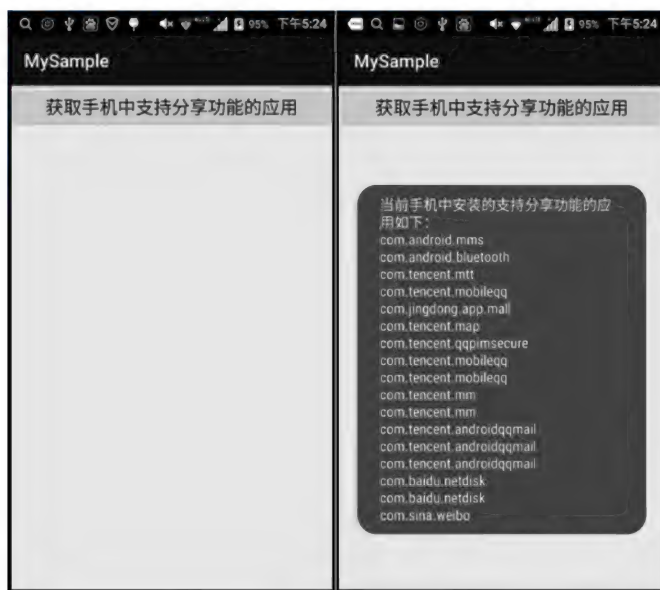 95% 下午5:24
MySample
获取手机中支持分享功能的应用
95% 下午5:24
MySample
获取手机中支持分享功能的应用
当前手机中安装的支持分享功能的应
用如下：
com.android.mms
com.android.bluetooth
com.tencent.mtt
com.tencent.mobileqq
com.jingdong.app.mall
com.tencent.map
com.tencent.qqpimsecure
com.tencent.mobileqq
com.tencent.mobileqq
com.tencent.mm
com.tencent.mm
com.tencent.androidqqmail
com.tencent.androidqqmail
com.tencent.androidqqmail
com.baidu.netdisk
com.baidu.netdisk
com.sina.weibo